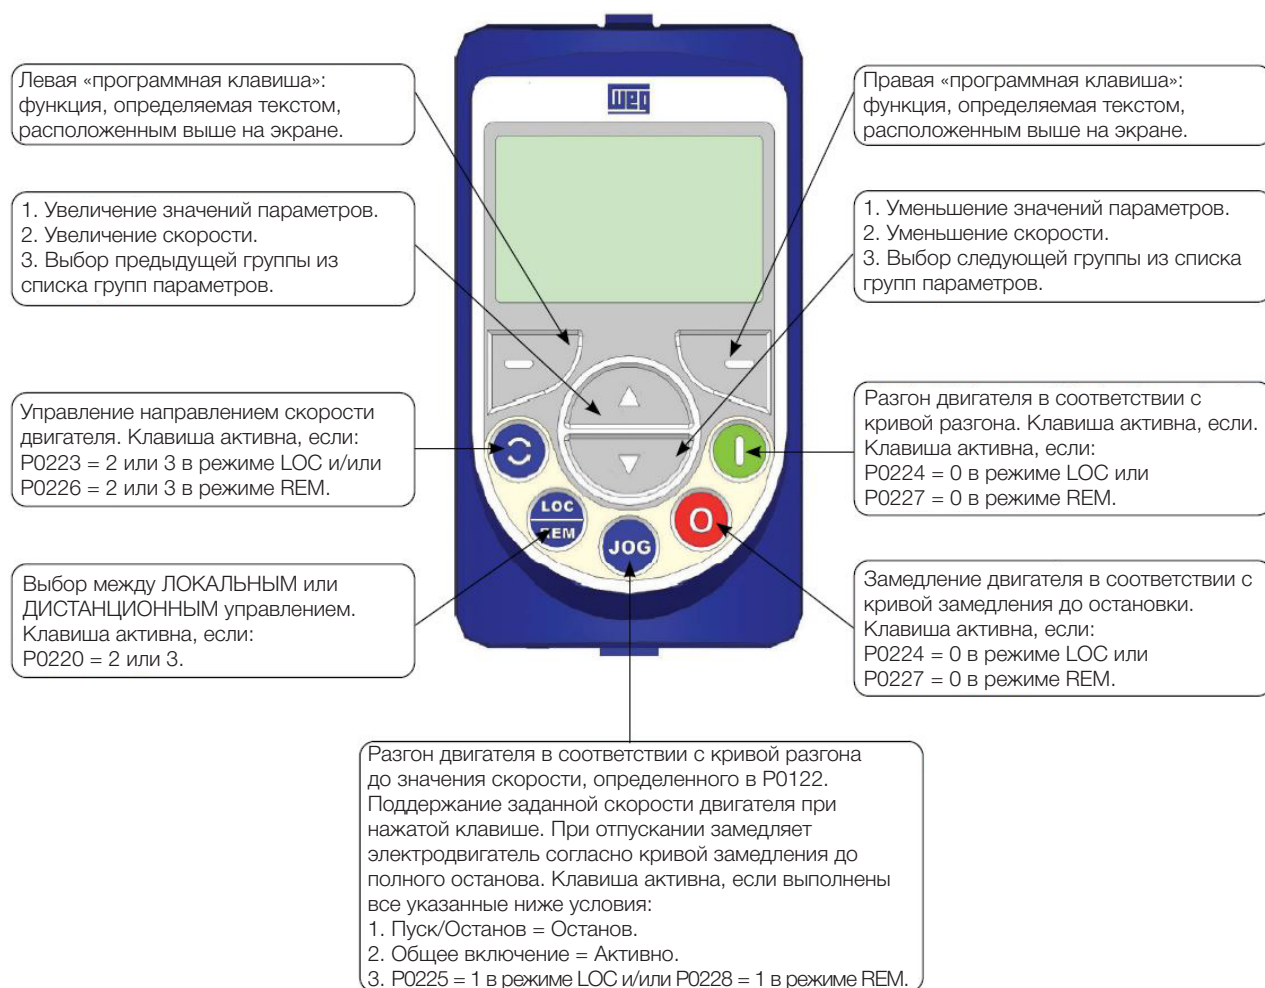 Левая «программная клавиша»:
функция, определяемая текстом,
расположенным выше на экране.
1. Увеличение значений параметров.
2. Увеличение скорости.
3. Выбор предыдущей группы из
списка групп параметров.
Управление направлением скорости
двигателя. Клавиша активна, если:
P0223 = 2 или 3 в режиме LOC и/или
P0226 = 2 или 3 в режиме REM.
Выбор между ЛОКАЛЬНЫМ или
ДИСТАНЦИОННЫМ управлением.
Клавиша активна, если:
P0220 = 2 или 3.
weg
LOC
REM
JOG
Правая «программная клавиша»:
функция, определяемая текстом,
расположенным выше на экране.
1. Уменьшение значений параметров.
2. Уменьшение скорости.
3. Выбор следующей группы из списка
групп параметров.
Разгон двигателя в соответствии с
кривой разгона. Клавиша активна, если.
Клавиша активна, если:
P0224 = 0 в режиме LOC или
P0227 = 0 в режиме REM.
Замедление двигателя в соответствии с
кривой замедления до остановки.
Клавиша активна, если:
P0224 = 0 в режиме LOC или
P0227 = 0 в режиме REM.
Разгон двигателя в соответствии с кривой разгона
до значения скорости, определенного в P0122.
Поддержание заданной скорости двигателя при
нажатой клавише. При отпускании замедляет
электродвигатель согласно кривой замедления до
полного останова. Клавиша активна, если выполнены
все указанные ниже условия:
1. Пуск/Останов = Останов.
2. Общее включение = Активно.
3. P0225 = 1 в режиме LOC и/или P0228 = 1 в режиме REM.